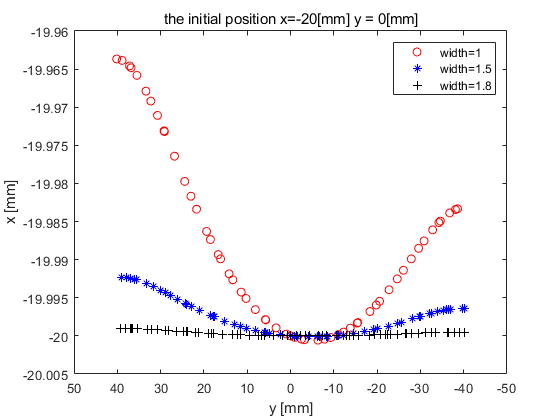 the initial position x=-20[mm] y = 0[mm]
-19.96
-19.965
-19.97
-19.975
-19.98
-19.985
-19.99
-19.995
-20
-20.005
x [mm]
width=1
width=1.5
width=1.8
50 40 30 20 10 0 -10 -20 -30 -40 -50
y [mm]